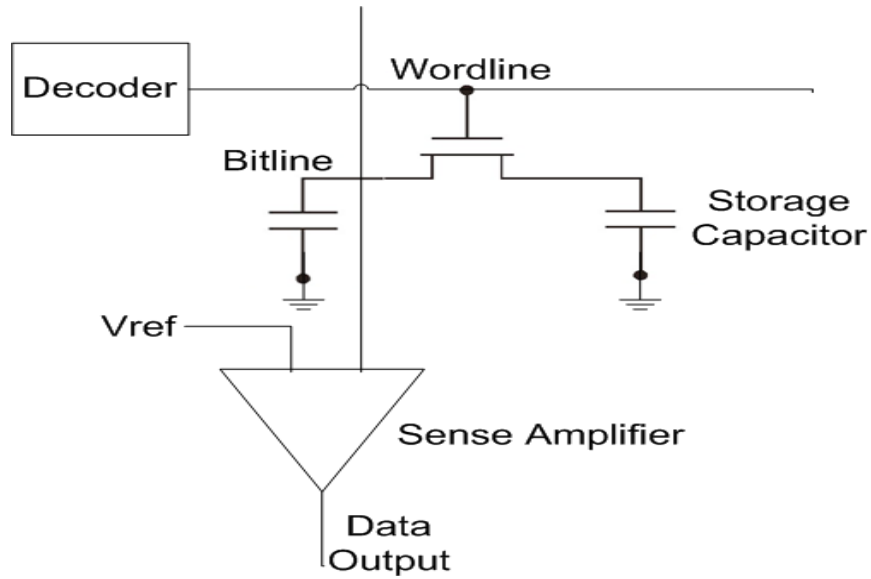 Decoder
Wordline
Bitline
Storage
Capacitor
Vref
Sense Amplifier
Data
Output